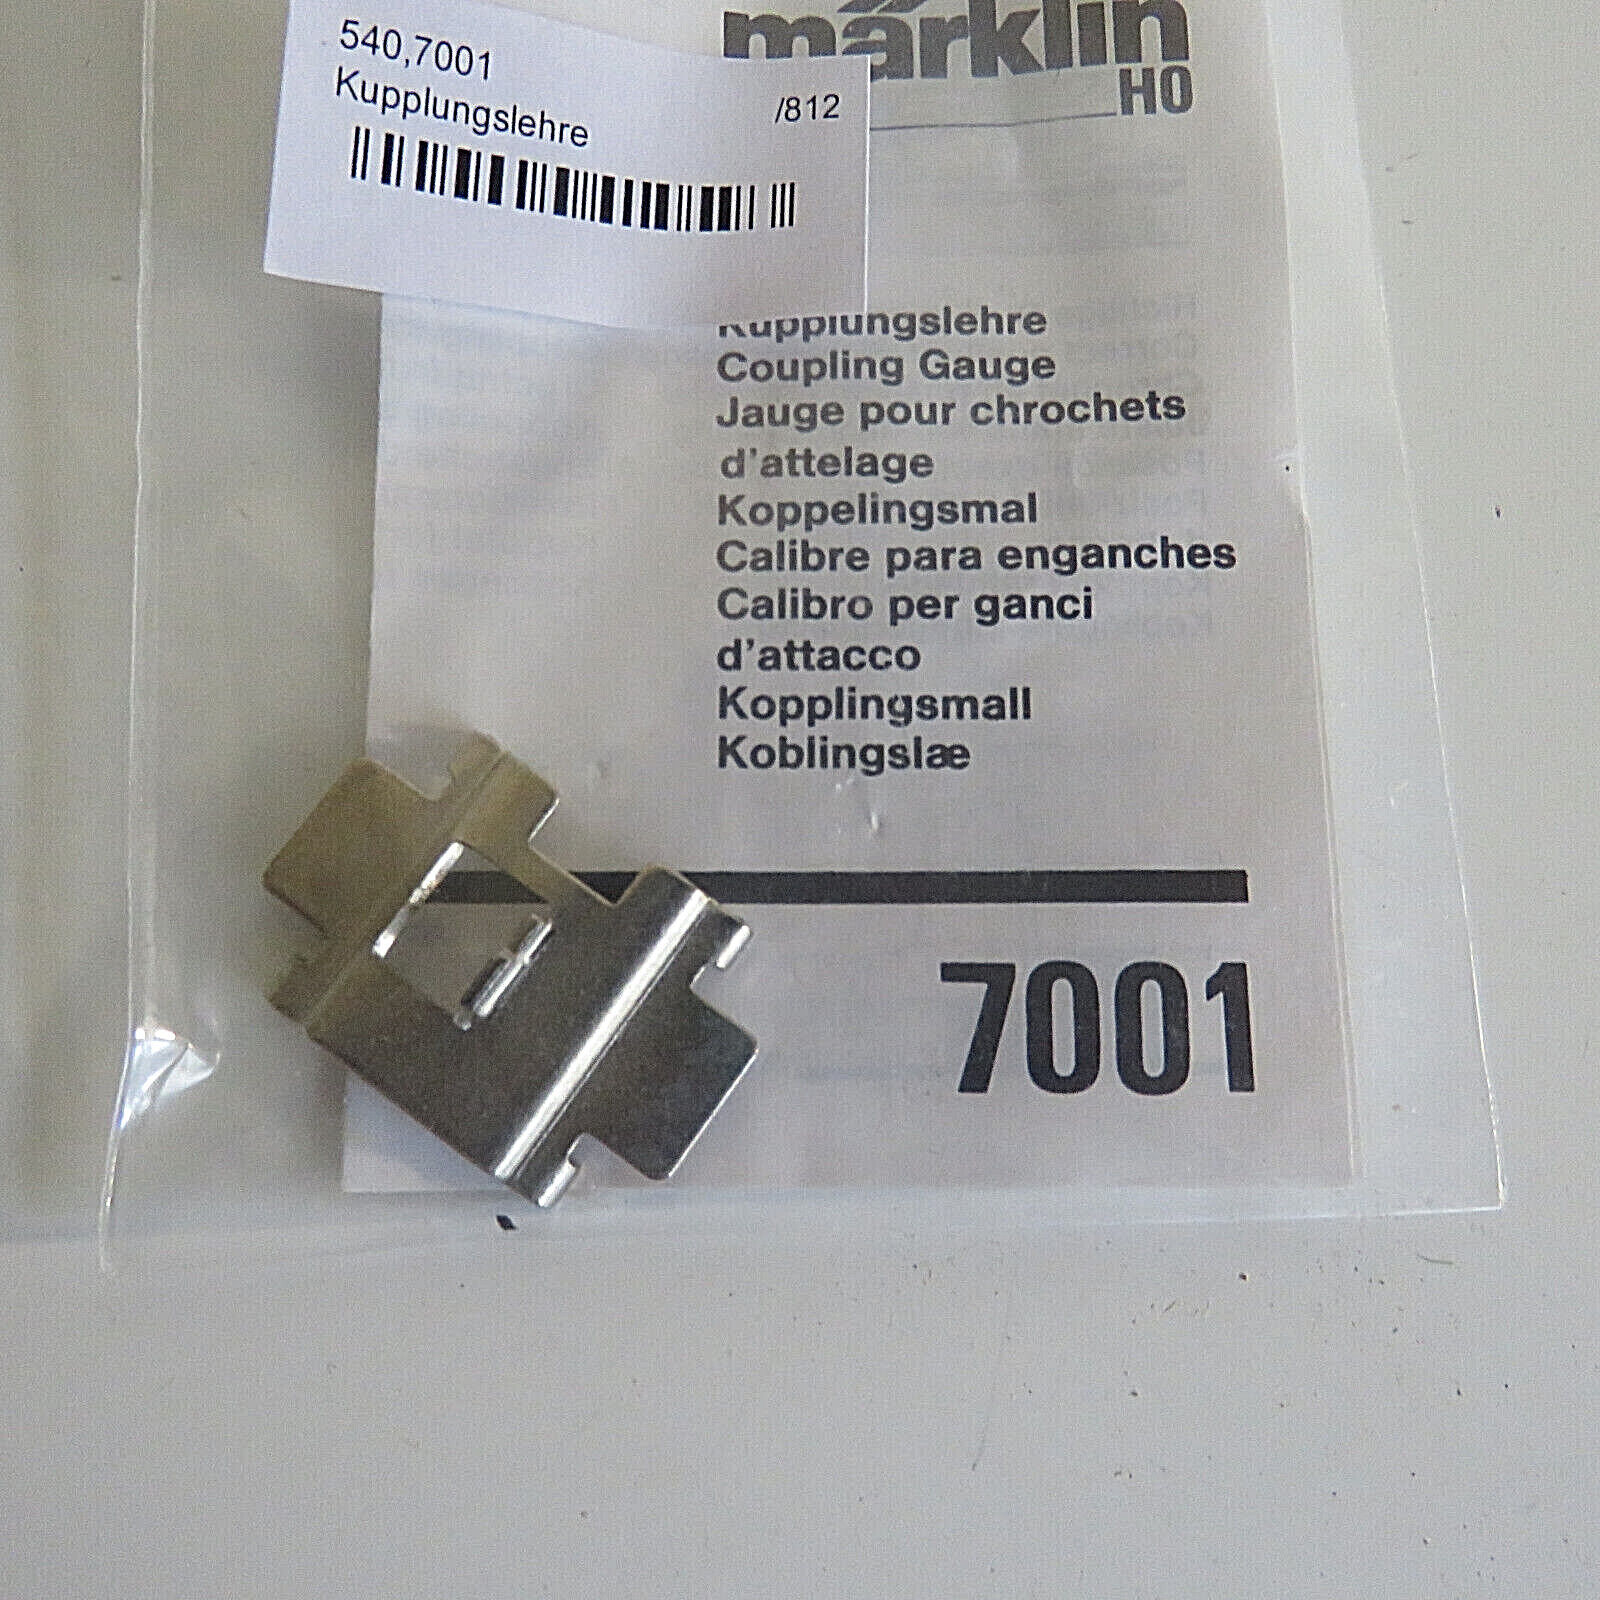 märklin
H0
540,7001
Kupplungslehre
/812
Kupplungslehre
Coupling Gauge
Jauge pour chrochets
d'attelage
Koppelingsmal
Calibre para enganches
Calibro per ganci
d'attacco
Kopplingsmall
Koblingslæ
7001